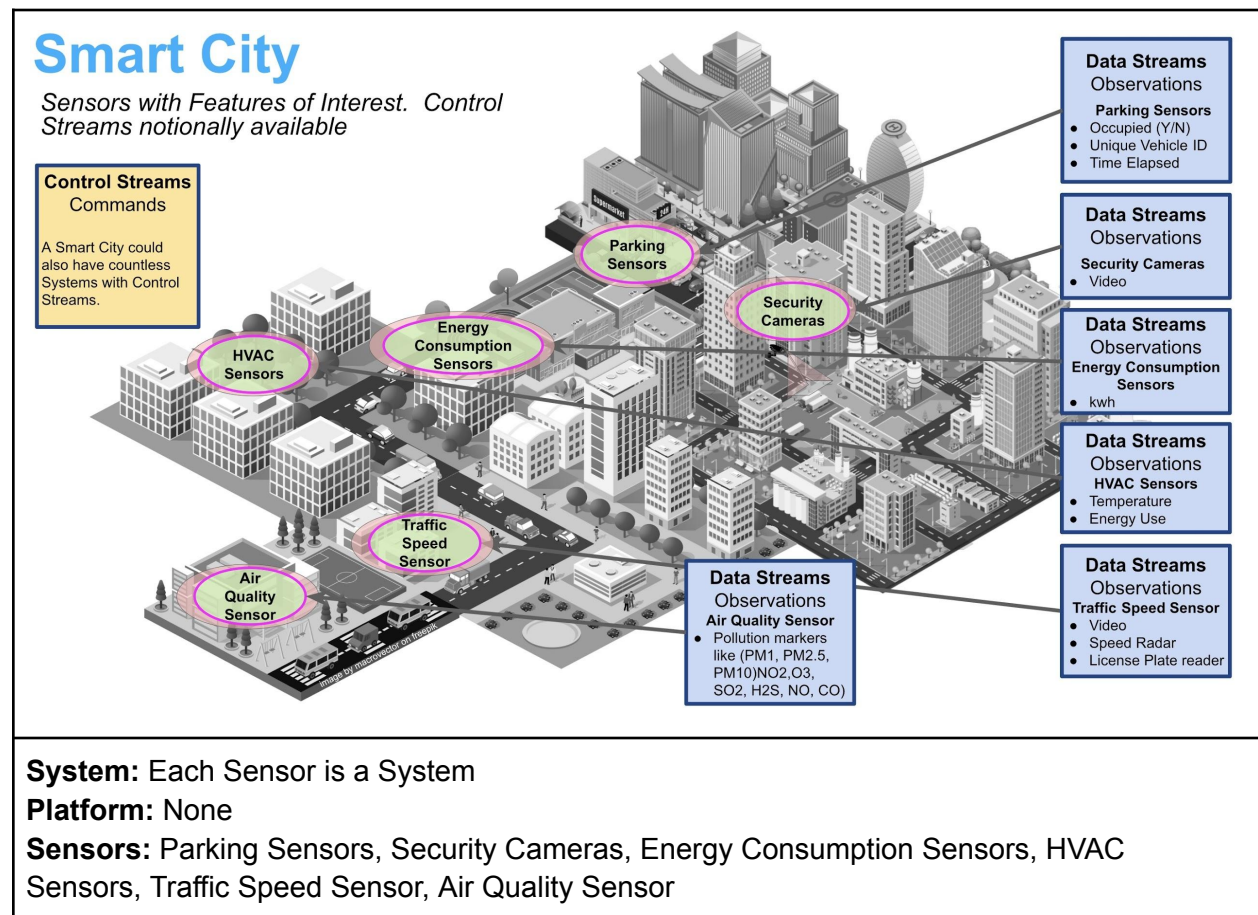 Smart City
Sensors with Features of Interest.  Control
Streams notionally available
Control Streams
Commands
A Smart City could
also have countless
Systems with Control
Streams.
Supermarket
24H
Parking
Sensors
Security
Cameras
Energy
Consumption
Sensors
HVAC
Sensors
Traffic
Speed
Sensor
Air
Quality
Sensor
image by macrovector on freepik
Data Streams
Observations
Parking Sensors
● Occupied (Y/N)
● Unique Vehicle ID
● Time Elapsed
Data Streams
Observations
Security Cameras
● Video
Data Streams
Observations
Energy Consumption
Sensors
● kwh
Data Streams
Observations
HVAC Sensors
● Temperature
● Energy Use
Data Streams
Observations
Traffic Speed Sensor
● Video
● Speed Radar
● License Plate reader
Data Streams
Observations
Air Quality Sensor
● Pollution markers
like (PM1, PM2.5,
PM10)NO2,O3,
SO2, H2S, NO, CO)
System: Each Sensor is a System
Platform: None
Sensors: Parking Sensors, Security Cameras, Energy Consumption Sensors, HVAC
Sensors, Traffic Speed Sensor, Air Quality Sensor